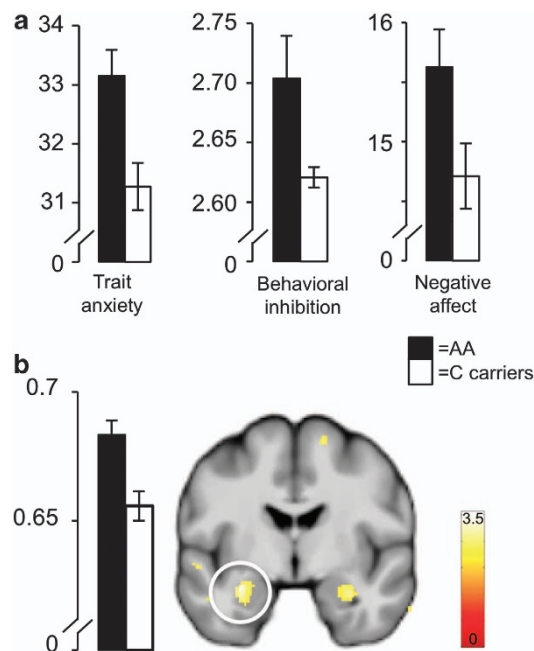 a
34
33
32
31
0
Trait
anxiety
2.75
2.70
2.65
2.60
0
Behavioral
inhibition
16
15
0
Negative
affect
=AA
=C carriers
b
0.7
0.65
0
3.5
0